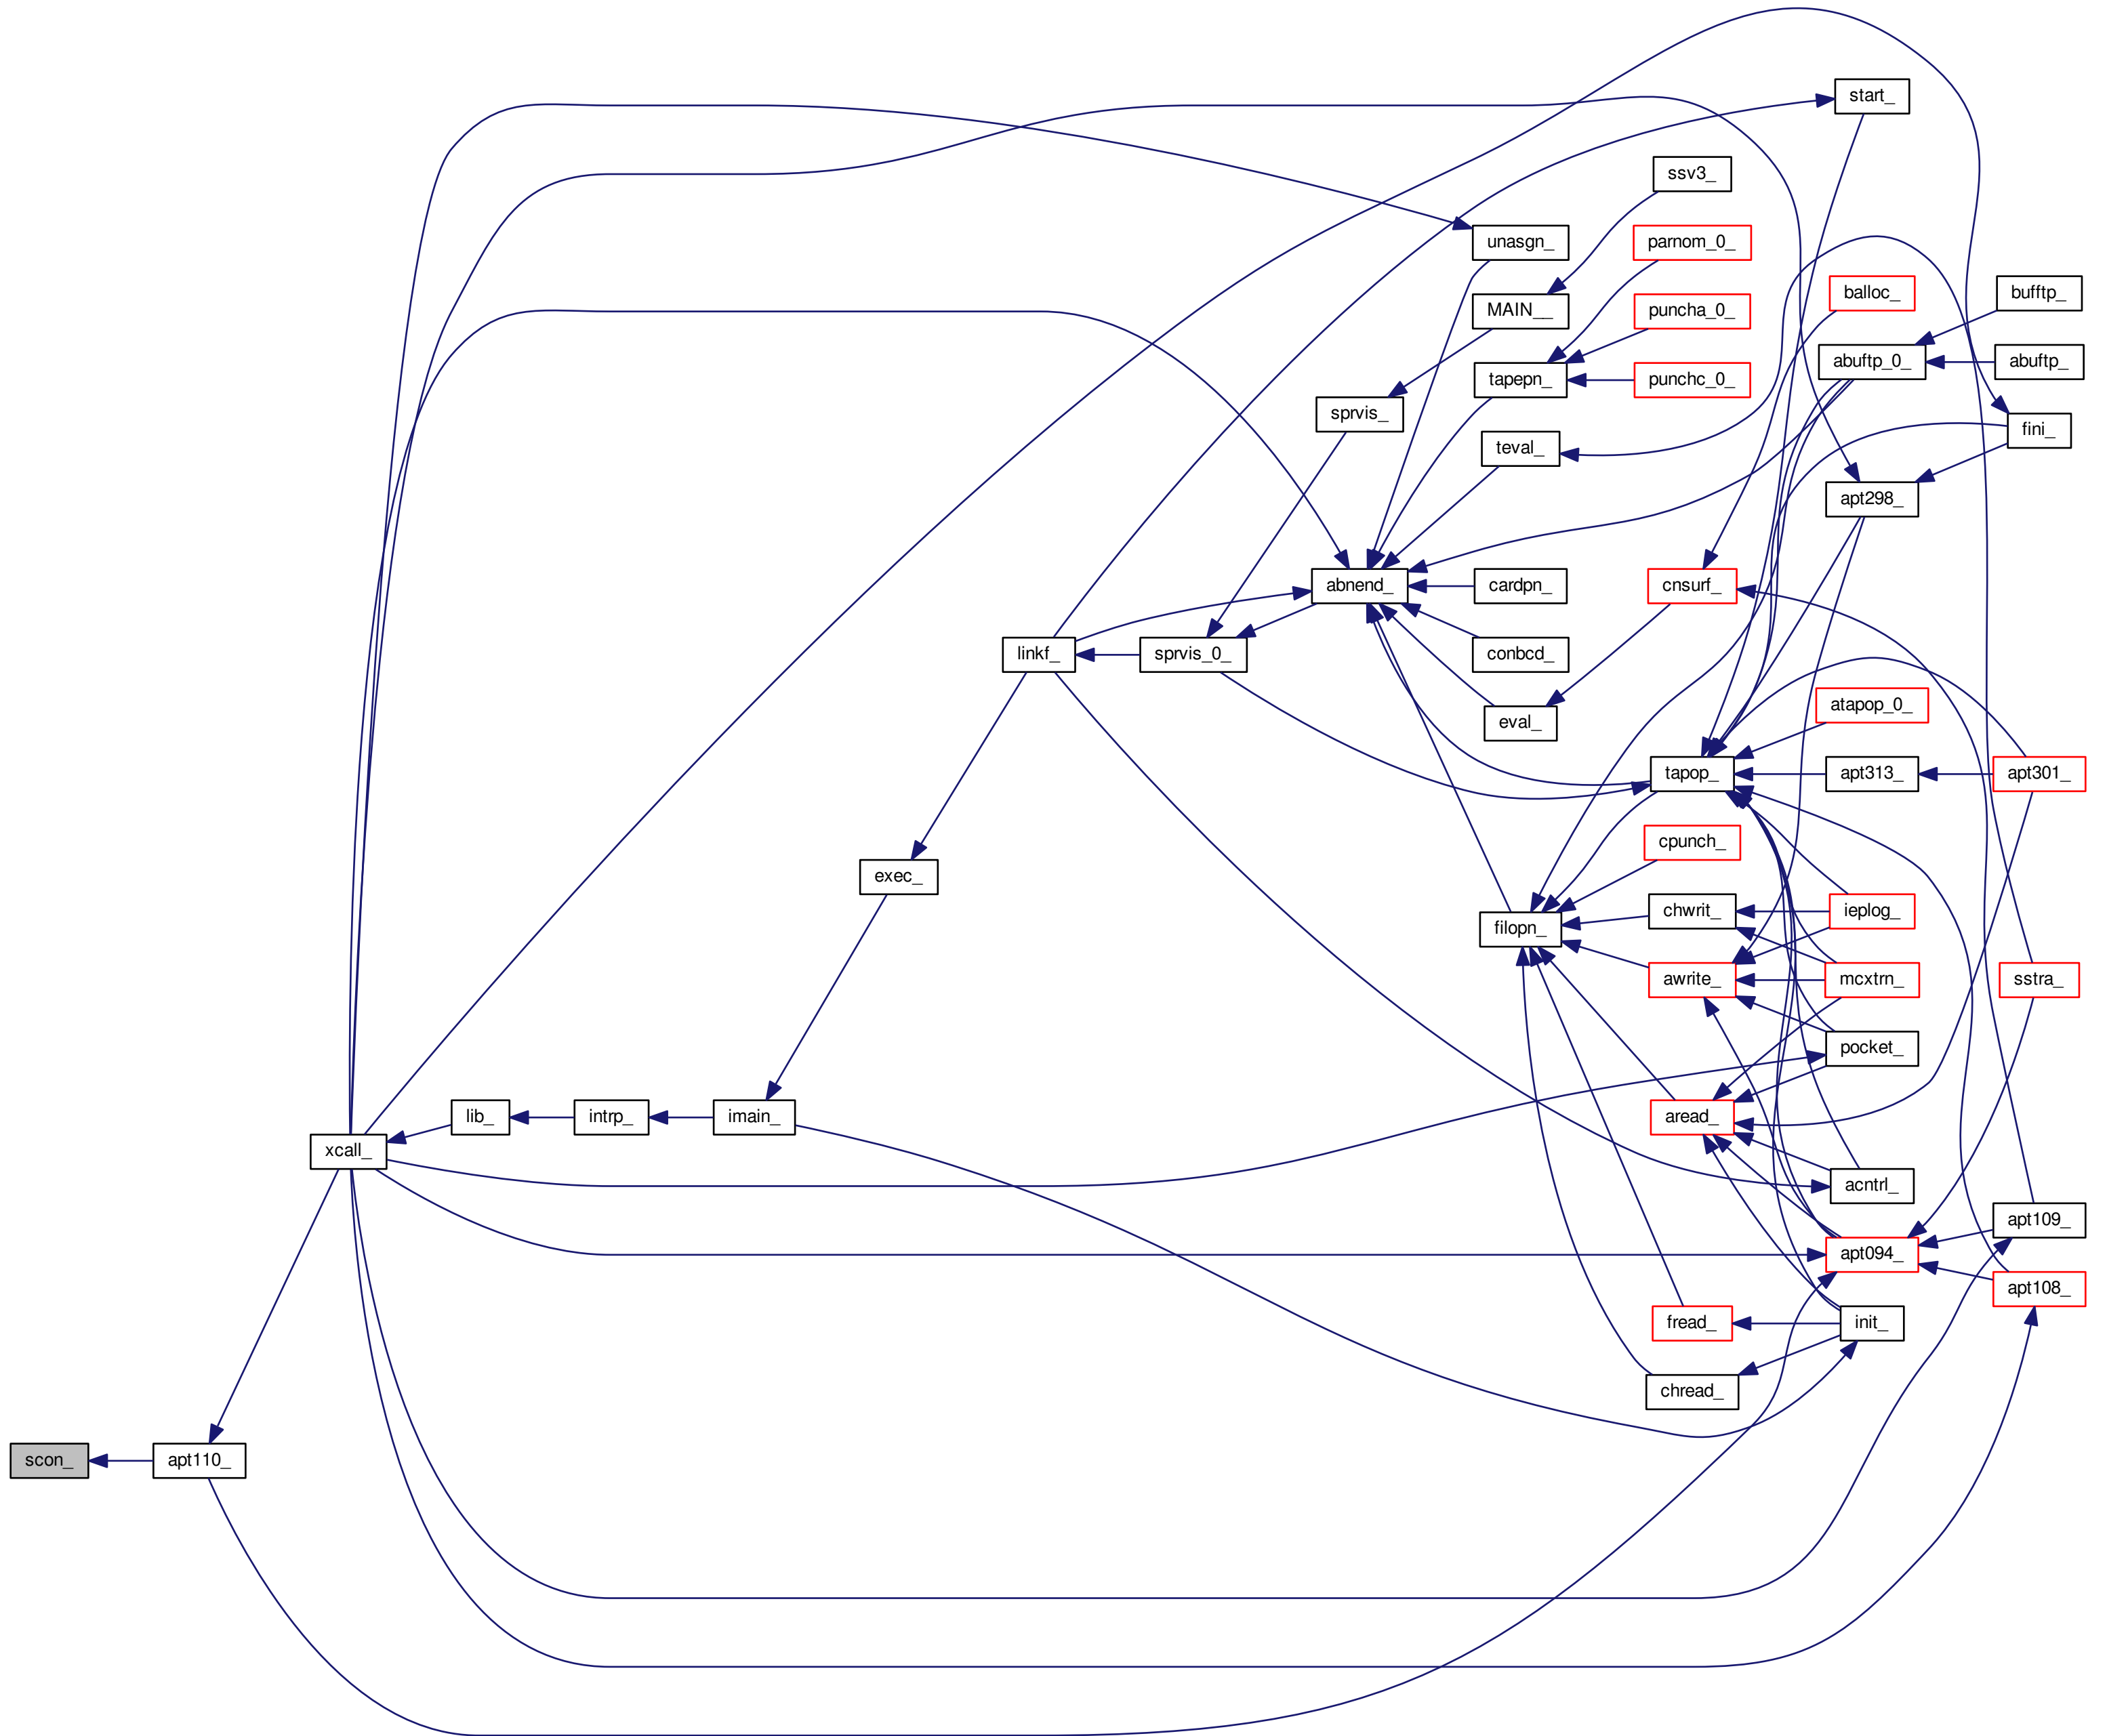 start_
ssv3_
unasgn_
parnom_0_
balloc_
bufftp_
MAIN__
puncha_0_
abuftp_0_
abuftp_
tapepn_
punchc_0_
sprvis_
fini_
teval_
apt298_
abnend_
cardpn_
cnsurf_
linkf_
sprvis_0_
conbcd_
eval_
atapop_0_
tapop_
apt313_
apt301_
cpunch_
exec_
chwrit_
ieplog_
filopn_
awrite_
mcxtrn_
sstra_
pocket_
lib_
intrp_
imain_
aread_
xcall_
acntrl_
apt109_
apt094_
apt108_
fread_
init_
chread_
scon_
apt110_